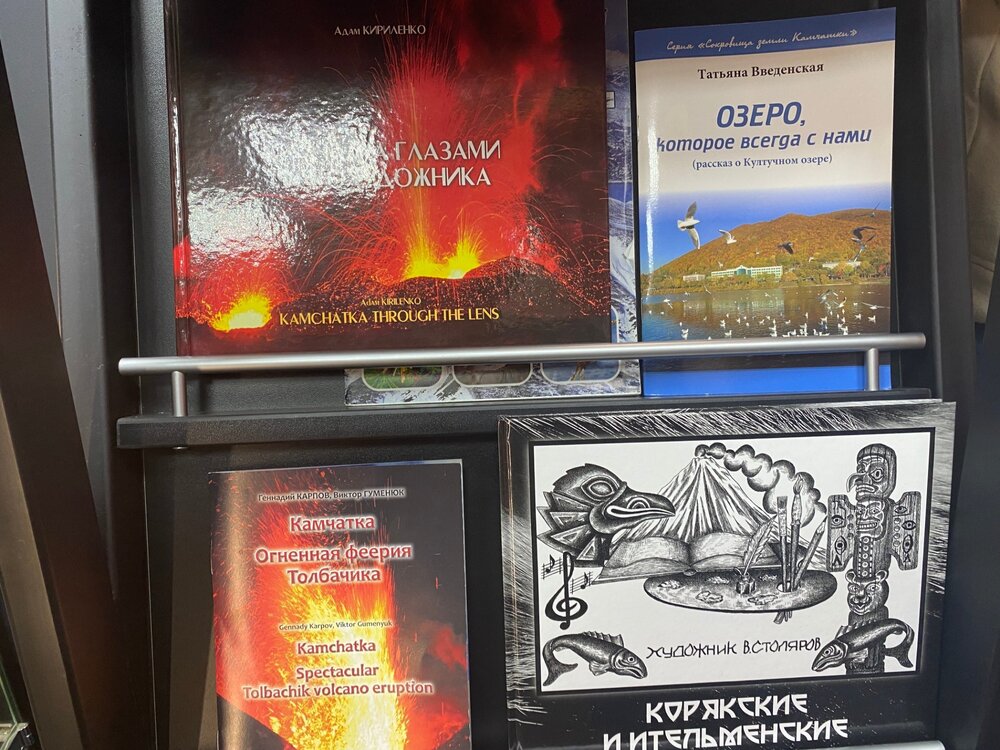 Адам КИРИЛЕНКО
ГЛАЗАМИ
Adam KIRILENKO
KAMCHATKA THROUGH THE LENS
Серия «Сокровища земли Камчатки»
Татьяна Введенская
ОЗЕРО,
которое всегда с нами
(рассказ о Култучном озере)
Геннадий КАРПОВ, Виктор ГУМЕНЮК
Камчатка
Огненная феерия
Толбачика
Gennady Karpov, Viktor Gumenyuk
Kamchatka
Spectacular
Tolbachik volcano eruption
ХУДОЖНИК В.СТОЛЯРОВ
КОРЯКСКИЕ
И ИТЕЛЬМЕНСКИЕ